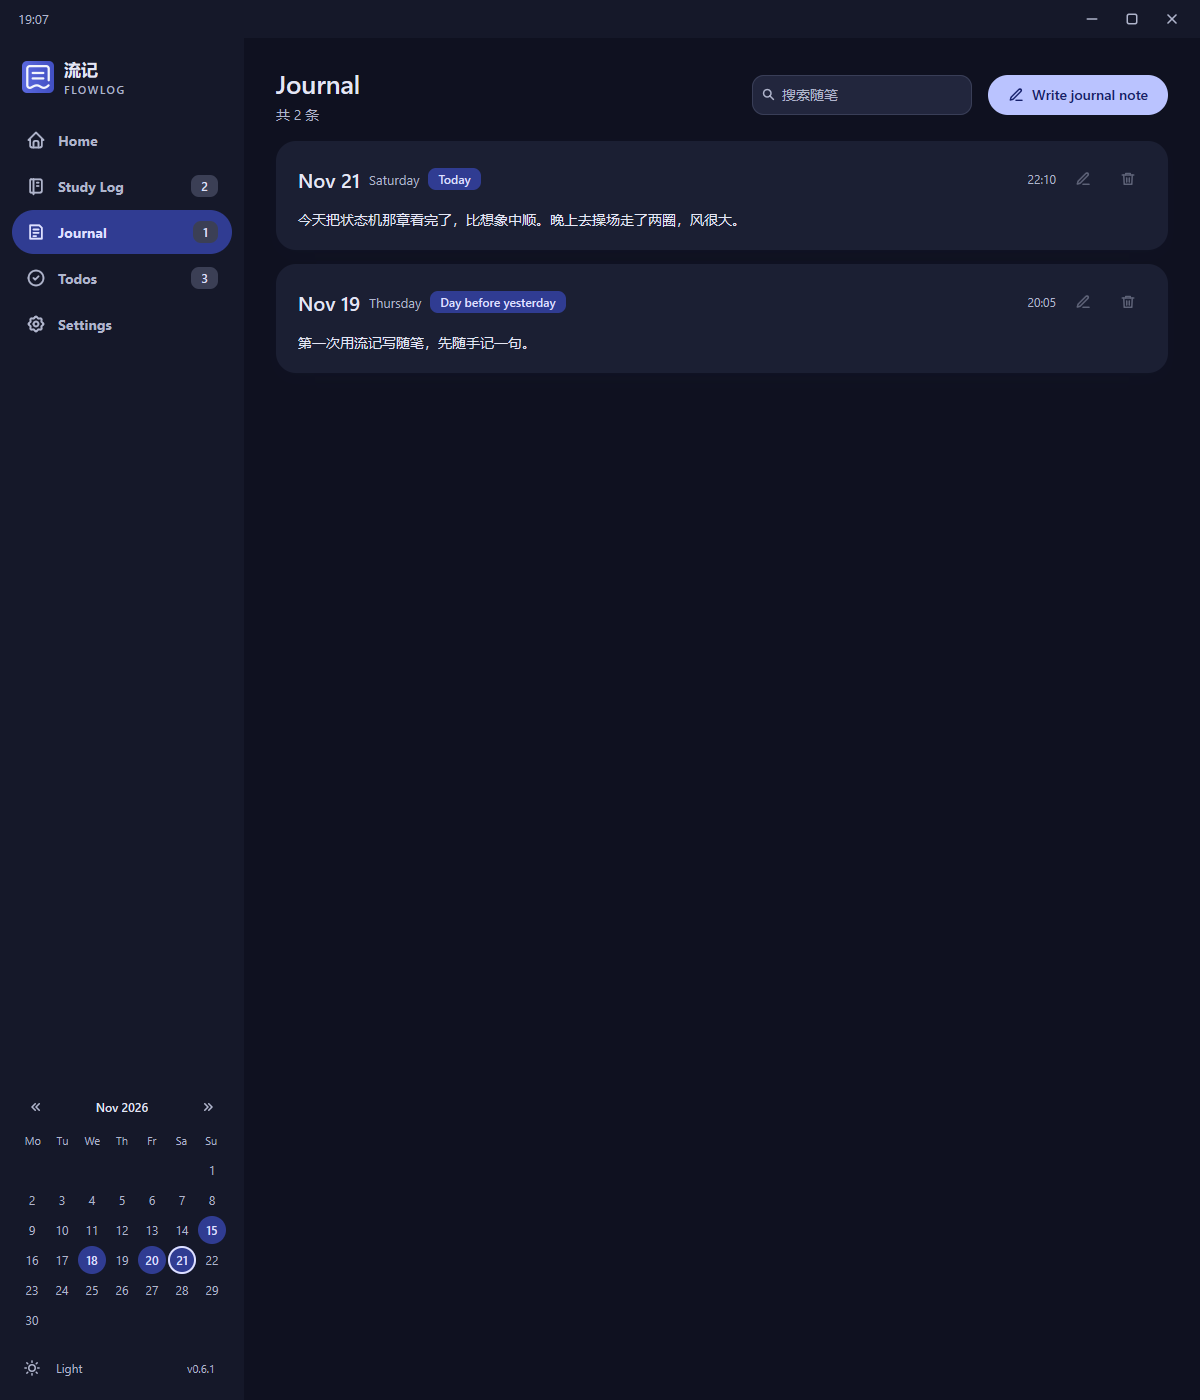 19:07
流记
FLOWLOG
Home
Study Log 2
Journal 1
Todos 3
Settings
Journal
共 2 条
搜索随笔
Write journal note
Nov 21 Saturday Today 22:10
今天把状态机那章看完了，比想象中顺。晚上去操场走了两圈，风很大。
Nov 19 Thursday Day before yesterday 20:05
第一次用流记写随笔，先随手记一句。
Nov 2026
Mo Tu We Th Fr Sa Su
1
2 3 4 5 6 7 8
9 10 11 12 13 14 15
16 17 18 19 20 21 22
23 24 25 26 27 28 29
30
Light v0.6.1